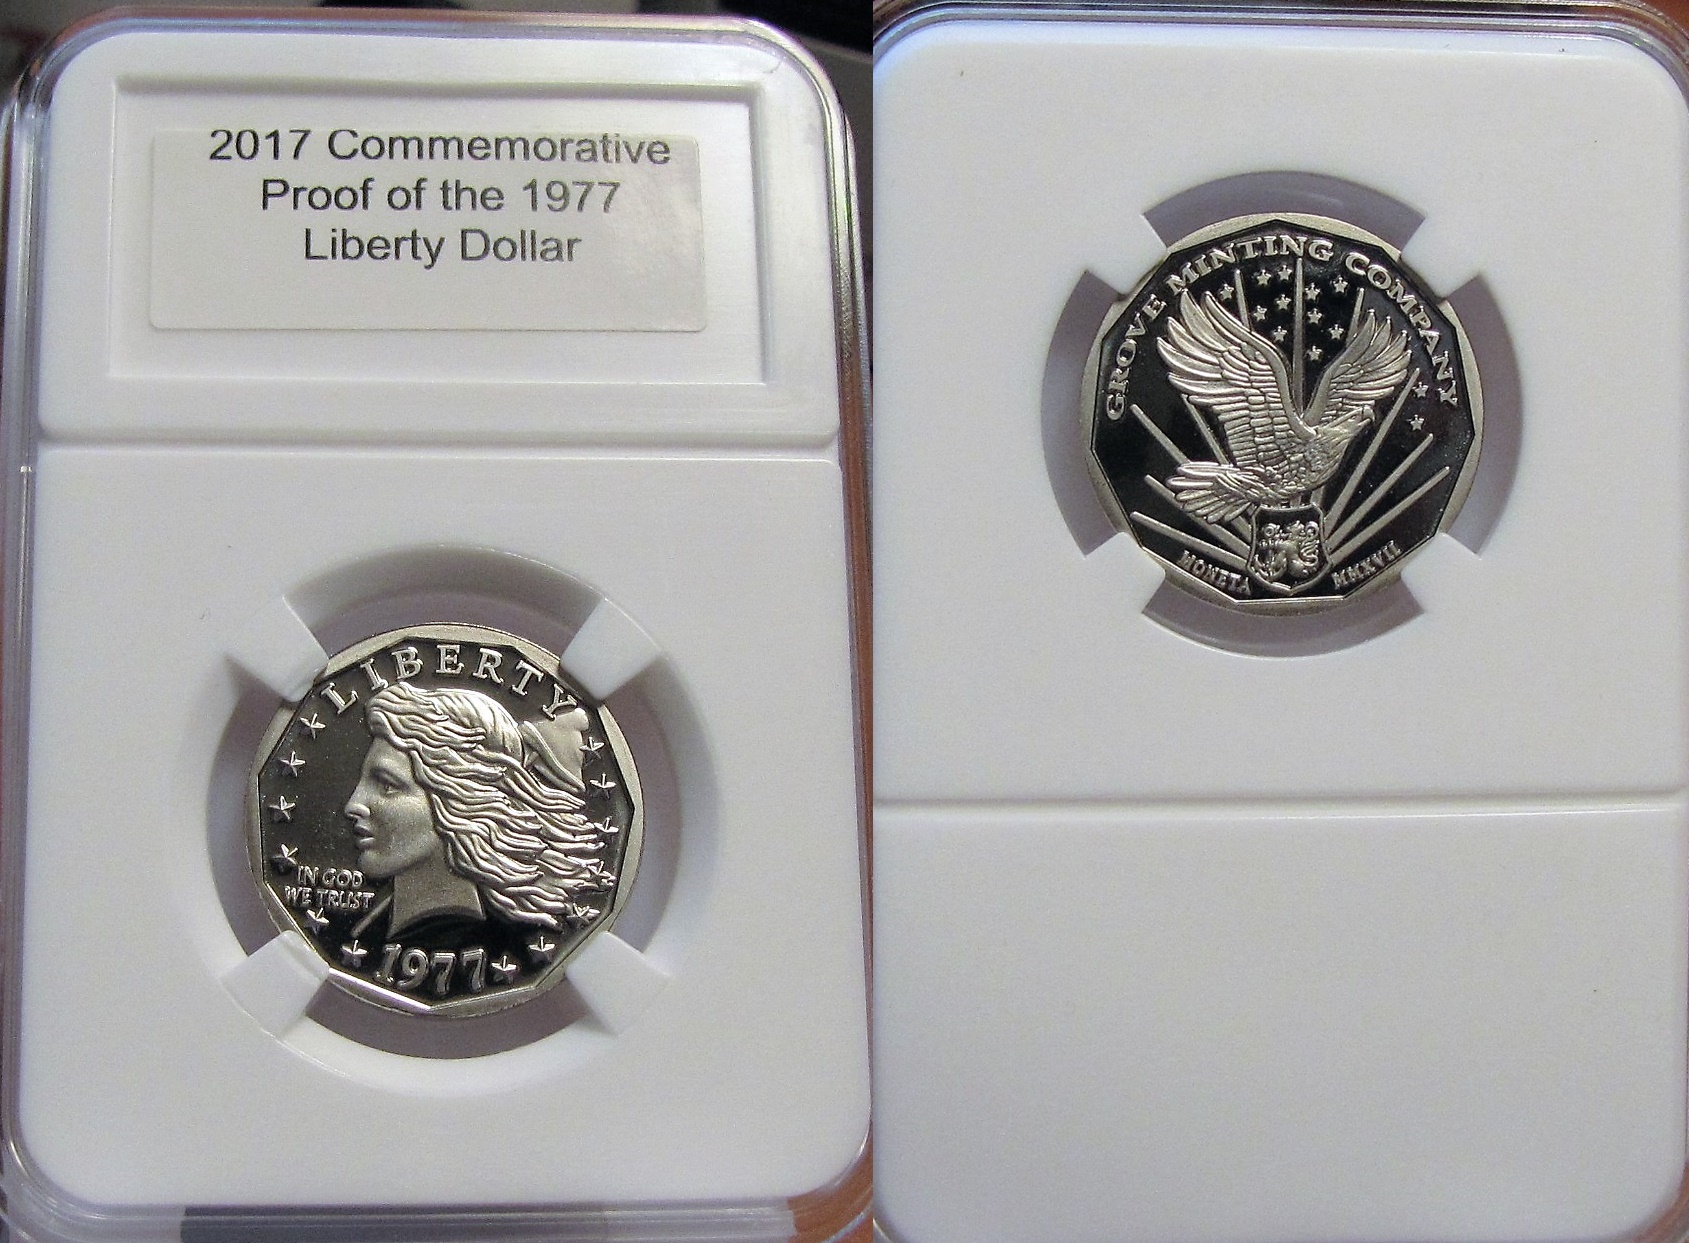 2017 Commemorative
Proof of the 1977
Liberty Dollar
LIBERTY
IN GOD
WE TRUST
1977
GROVE MINTING COMPANY
MONETA
MMXVII